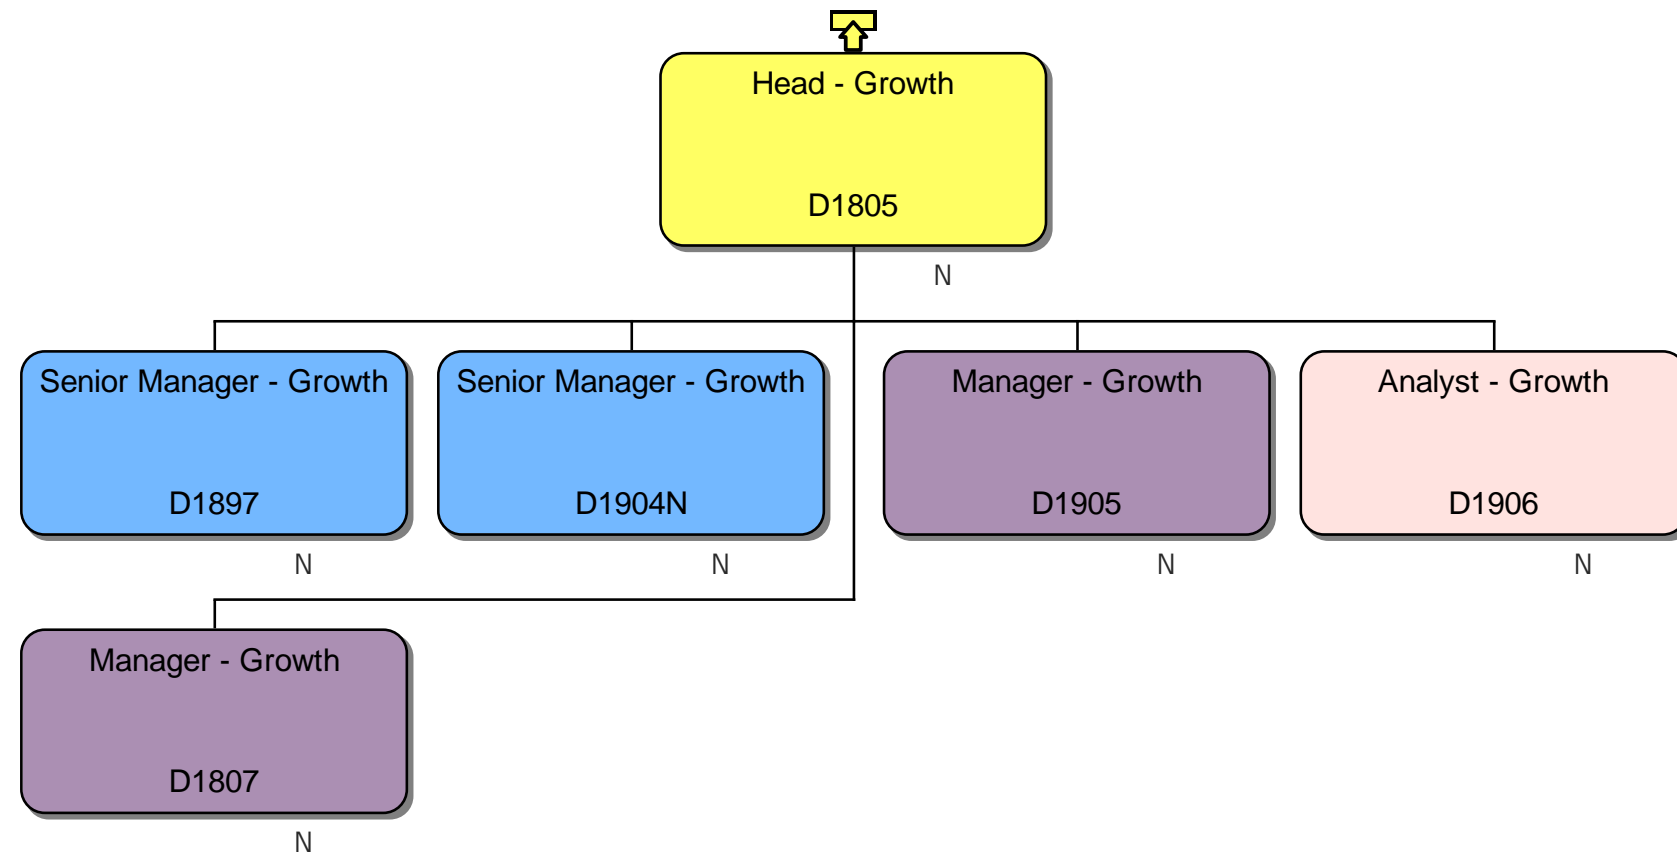 Head - Growth
D1805
N
Senior Manager - Growth
D1897
N
Senior Manager - Growth
D1904N
N
Manager - Growth
D1905
N
Analyst - Growth
D1906
N
Manager - Growth
D1807
N